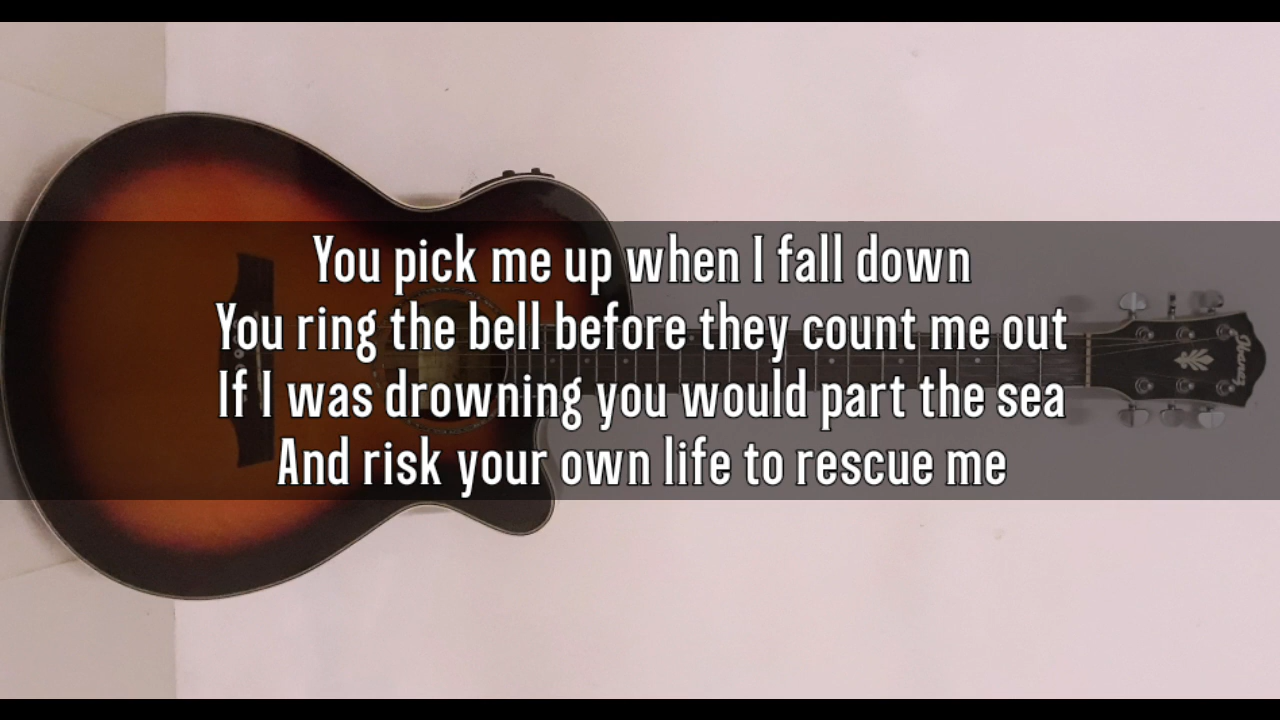 You pick me up when I fall down
You ring the bell before they count me out
If I was drowning you would part the sea
And risk your own life to rescue me
Ibanez